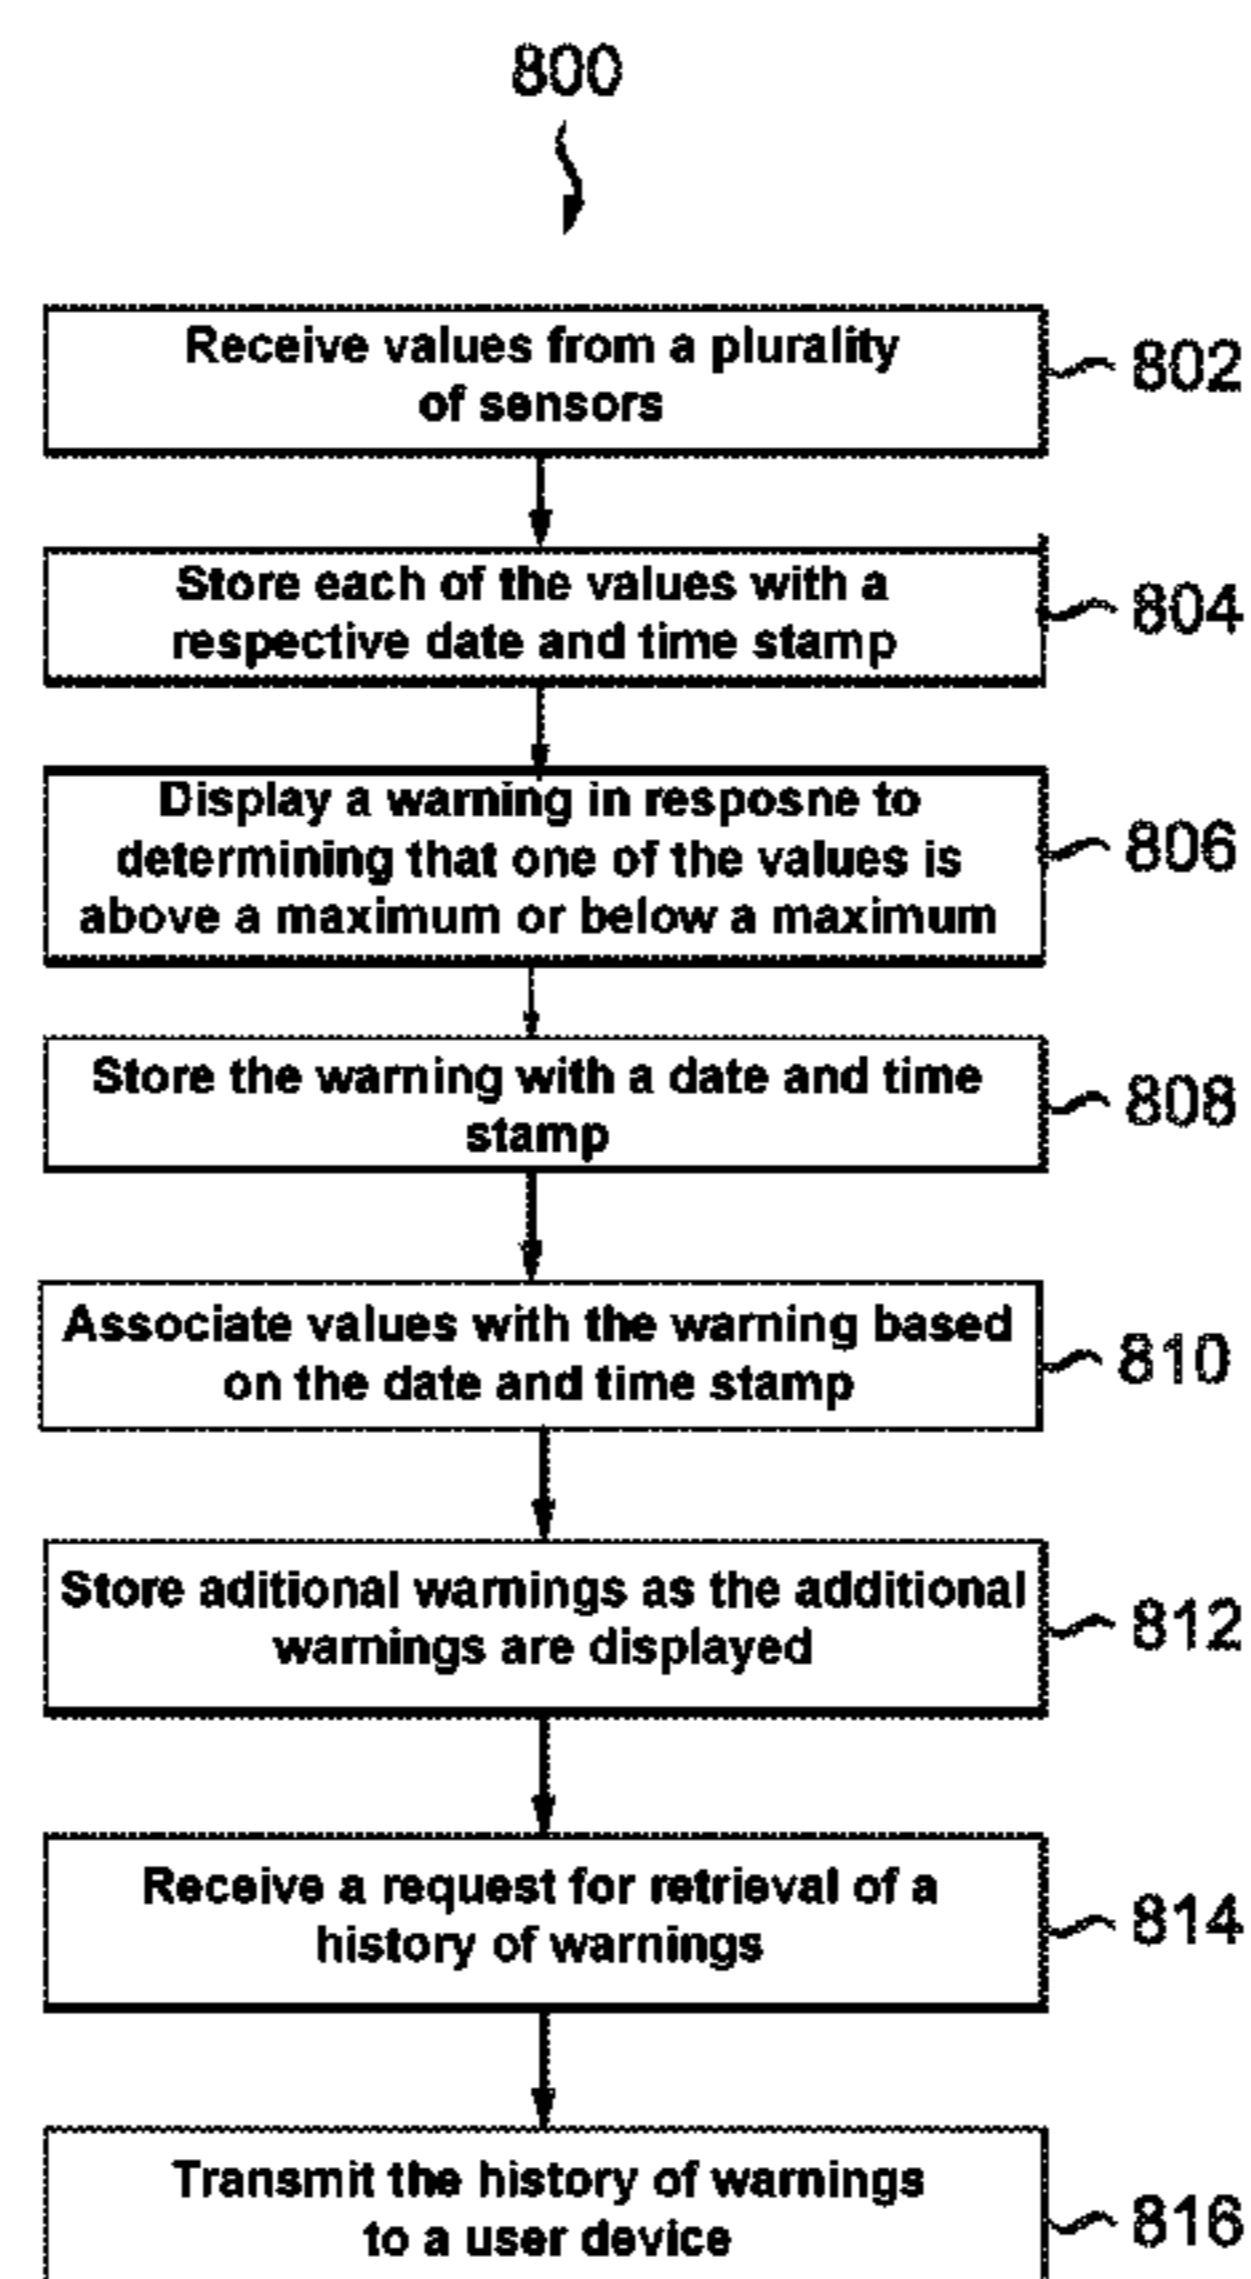 800
Receive values from a plurality
of sensors
802
Store each of the values with a
respective date and time stamp
804
Display a warning in resposne to
determining that one of the values is
above a maximum or below a maximum
806
Store the warning with a date and time
stamp
808
Associate values with the warning based
on the date and time stamp
810
Store aditional warnings as the additional
warnings are displayed
812
Receive a request for retrieval of a
history of warnings
814
Transmit the history of warnings
to a user device
816